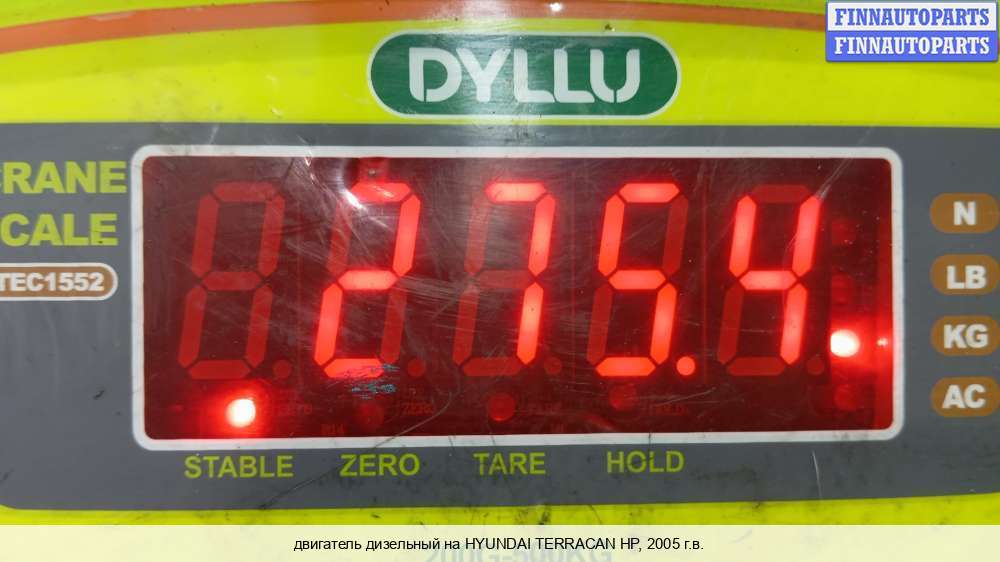 FINNAUTOPARTS
FINNAUTOPARTS
DYLLU
RANE
CALE
TEC1552
275.4
N
LB
KG
AC
STABLE ZERO TARE HOLD
двигатель дизельный на HYUNDAI TERRACAN HP, 2005 г.в.